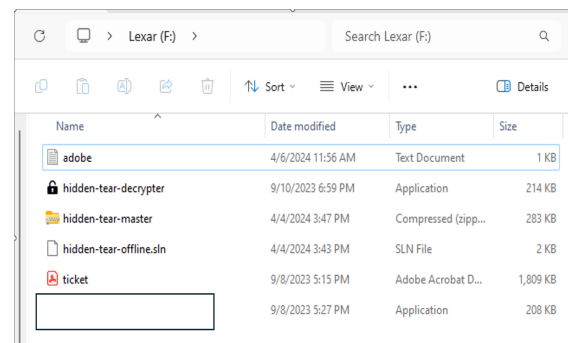 Lexar (F:) Search Lexar (F:)
Sort View ... Details
Name Date modified Type Size
adobe 4/6/2024 11:56 AM Text Document 1 KB
hidden-tear-decrypter 9/10/2023 6:59 PM Application 214 KB
hidden-tear-master 4/4/2024 3:47 PM Compressed (zipp... 283 KB
hidden-tear-offline.sln 4/4/2024 3:43 PM SLN File 2 KB
ticket 9/8/2023 5:15 PM Adobe Acrobat D... 1,809 KB
9/8/2023 5:27 PM Application 208 KB